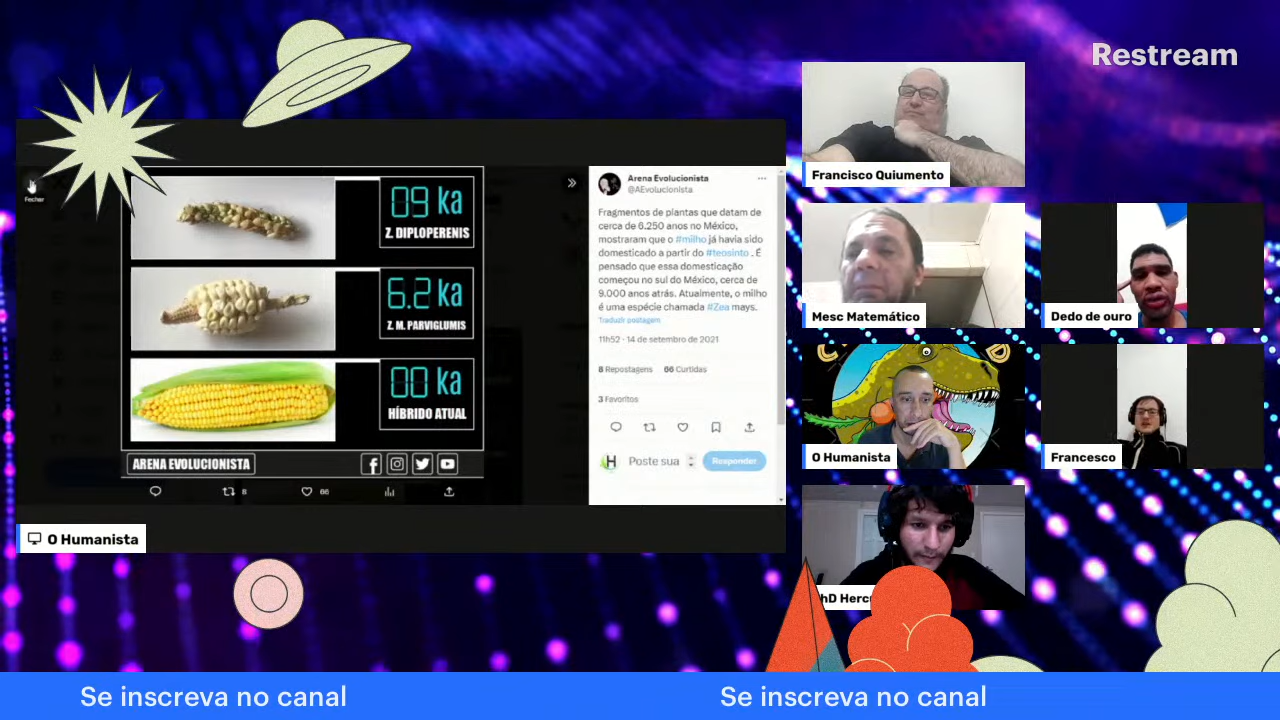 Restream
Fechar
09 ka
Z. DIPLOPERENIS
6.2 ka
Z. M. PARVIGLUMIS
00 ka
HÍBRIDO ATUAL
ARENA EVOLUCIONISTA
8
66
Arena Evolucionista
@AEvolucionista
Fragmentos de plantas que datam de
cerca de 6.250 anos no México,
mostraram que o #milho já havia sido
domesticado a partir do #teosinto . É
pensado que essa domesticação
começou no sul do México, cerca de
9.000 anos atrás. Atualmente, o milho
é uma espécie chamada #Zea mays.
Traduzir postagem
11h52 · 14 de setembro de 2021
8 Repostagens 66 Curtidas
3 Favoritos
H
Poste sua
Responder
O Humanista
Francisco Quiumento
Mesc Matemático
Dedo de ouro
O Humanista
Francesco
Se inscreva no canal
Se inscreva no canal